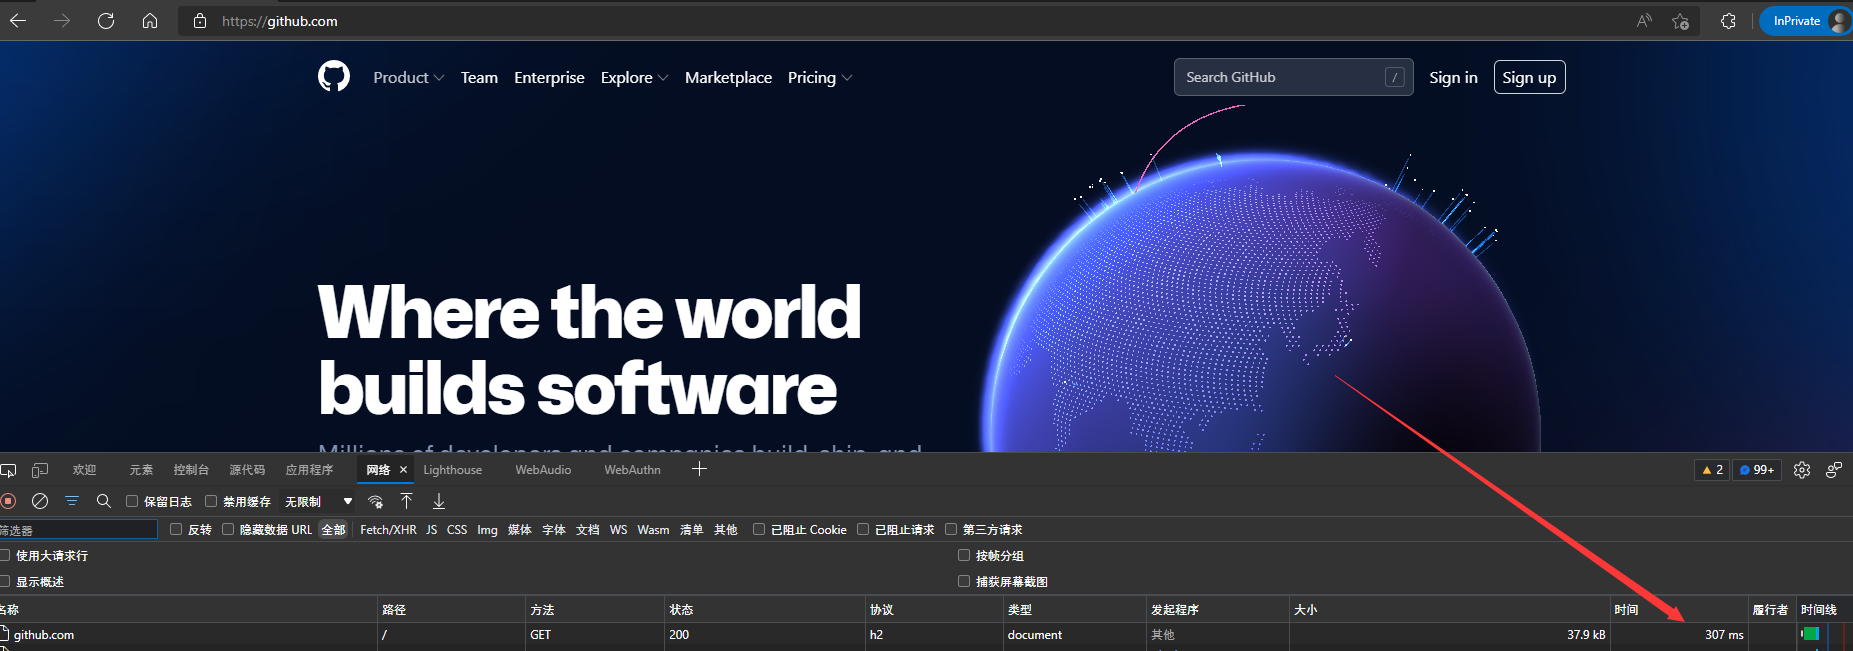 https://github.com
InPrivate
Product Team Enterprise Explore Marketplace Pricing
Search GitHub /
Sign in Sign up
Where the world
builds software
Millions of developers and companies build, ship, and
欢迎 元素 控制台 源代码 应用程序 网络 × Lighthouse WebAudio WebAuthn
2 99+
保留日志 禁用缓存 无限制
筛选器 反转 隐藏数据 URL 全部 Fetch/XHR JS CSS Img 媒体 字体 文档 WS Wasm 清单 其他 已阻止 Cookie 已阻止请求 第三方请求
使用大请求行 按帧分组
显示概述 捕获屏幕截图
名称 路径 方法 状态 协议 类型 发起程序 大小 时间 履行者 时间线
github.com / GET 200 h2 document 其他 37.9 kB 307 ms